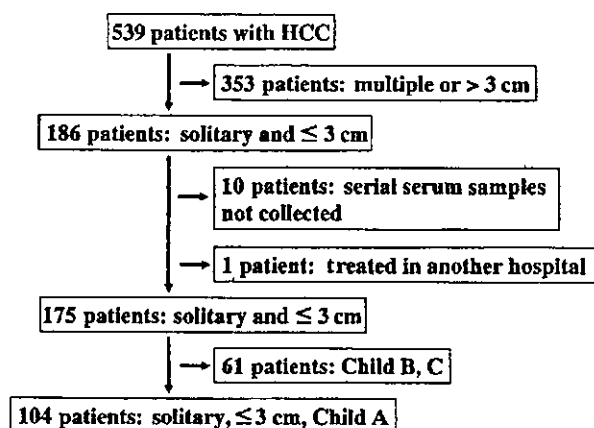 539 patients with HCC
353 patients: multiple or > 3 cm
186 patients: solitary and ≤ 3 cm
10 patients: serial serum samples
not collected
1 patient: treated in another hospital
175 patients: solitary and ≤ 3 cm
61 patients: Child B, C
104 patients: solitary, ≤3 cm, Child A